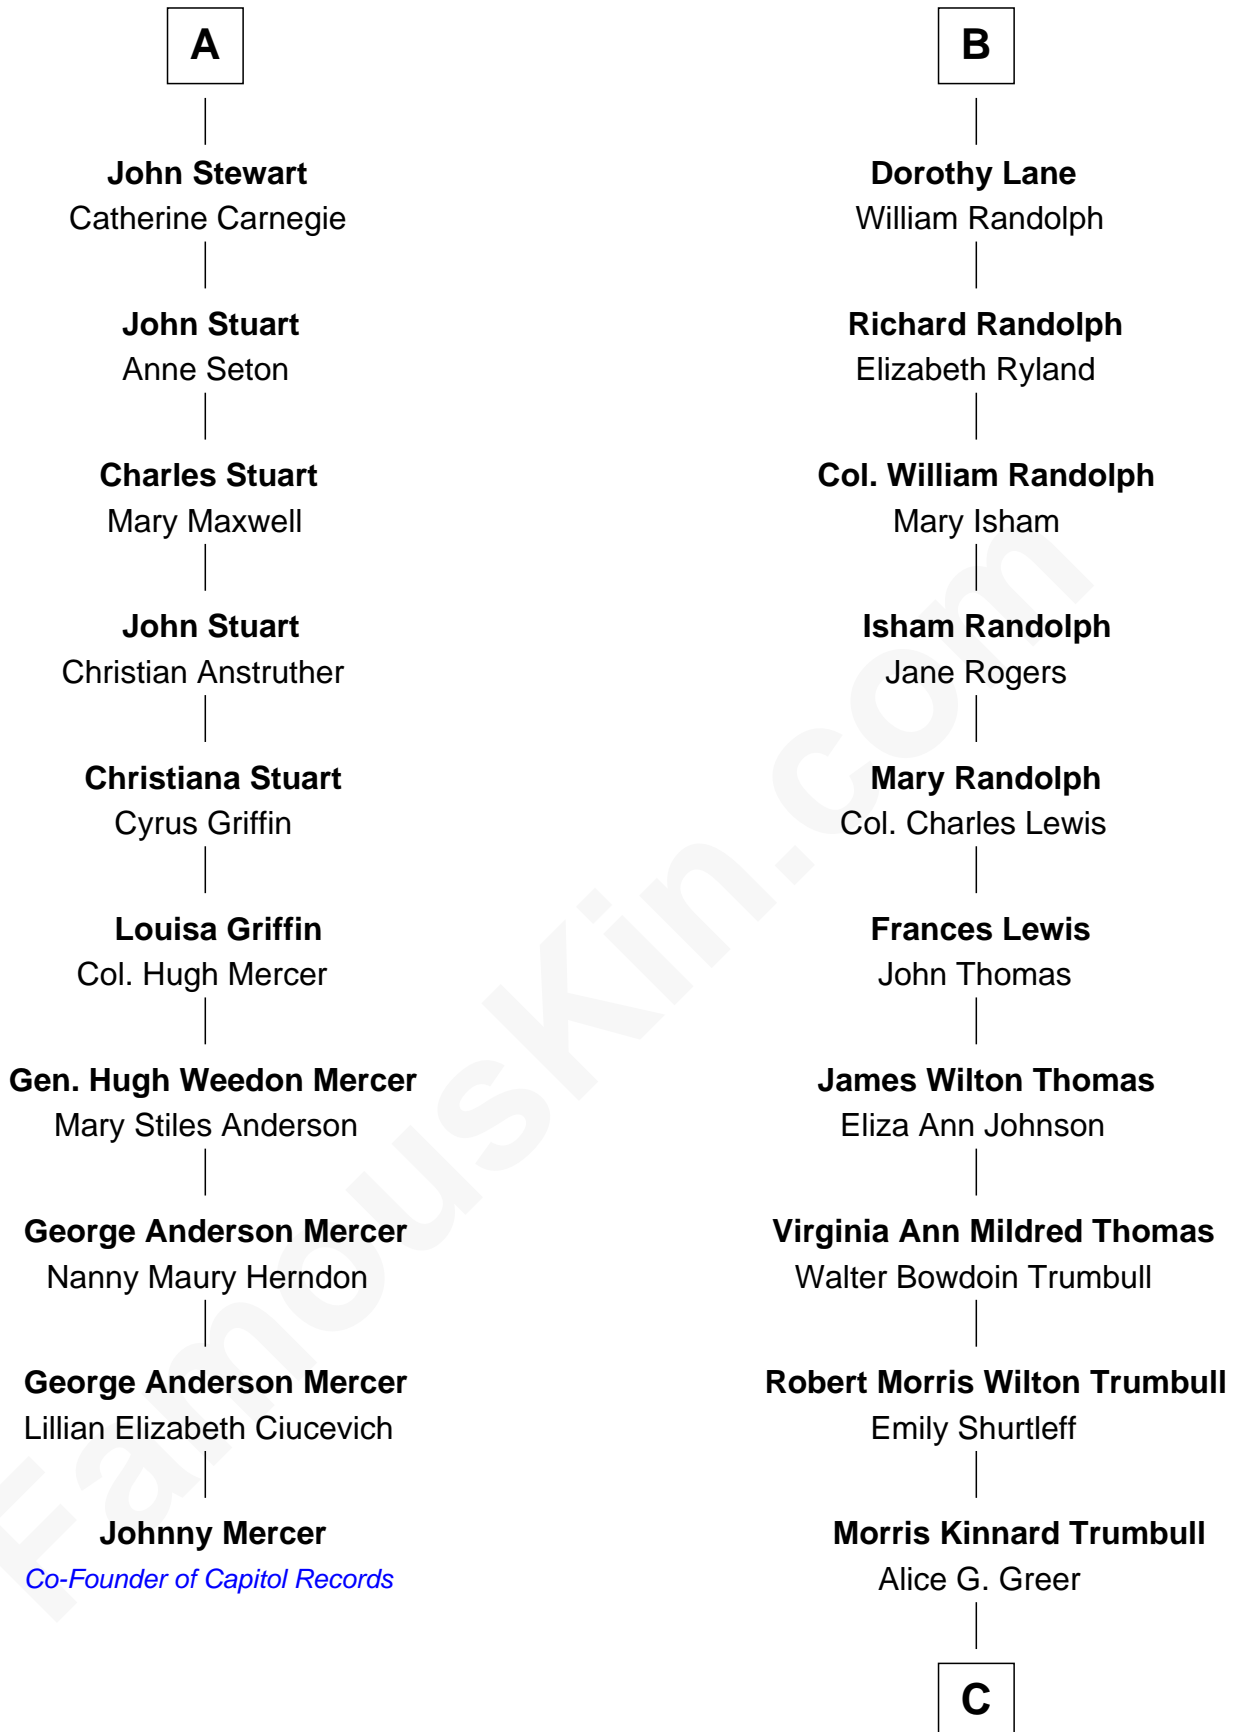 A
John Stewart
Catherine Carnegie
John Stuart
Anne Seton
Charles Stuart
Mary Maxwell
John Stuart
Christian Anstruther
Christiana Stuart
Cyrus Griffin
Louisa Griffin
Col. Hugh Mercer
Gen. Hugh Weedon Mercer
Mary Stiles Anderson
George Anderson Mercer
Nanny Maury Herndon
George Anderson Mercer
Lillian Elizabeth Ciucevich
Johnny Mercer
Co-Founder of Capitol Records
B
Dorothy Lane
William Randolph
Richard Randolph
Elizabeth Ryland
Col. William Randolph
Mary Isham
Isham Randolph
Jane Rogers
Mary Randolph
Col. Charles Lewis
Frances Lewis
John Thomas
James Wilton Thomas
Eliza Ann Johnson
Virginia Ann Mildred Thomas
Walter Bowdoin Trumbull
Robert Morris Wilton Trumbull
Emily Shurtleff
Morris Kinnard Trumbull
Alice G. Greer
C
FamousKin.com